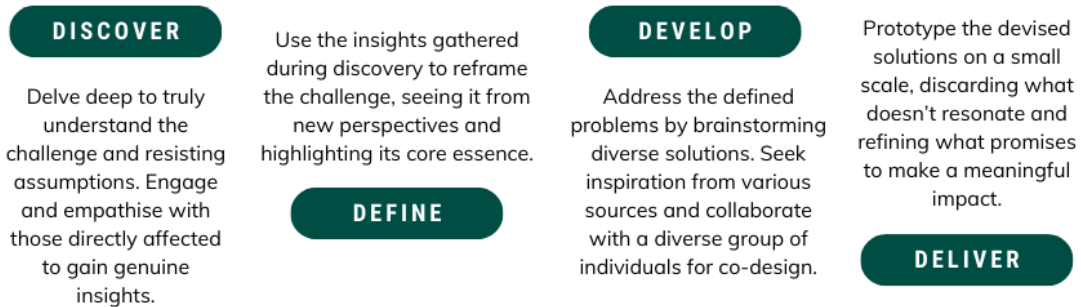 DISCOVER
Delve deep to truly
understand the
challenge and resisting
assumptions. Engage
and empathise with
those directly affected
to gain genuine
insights.
Use the insights gathered
during discovery to reframe
the challenge, seeing it from
new perspectives and
highlighting its core essence.
DEFINE
DEVELOP
Address the defined
problems by brainstorming
diverse solutions. Seek
inspiration from various
sources and collaborate
with a diverse group of
individuals for co-design.
Prototype the devised
solutions on a small
scale, discarding what
doesn’t resonate and
refining what promises
to make a meaningful
impact.
DELIVER